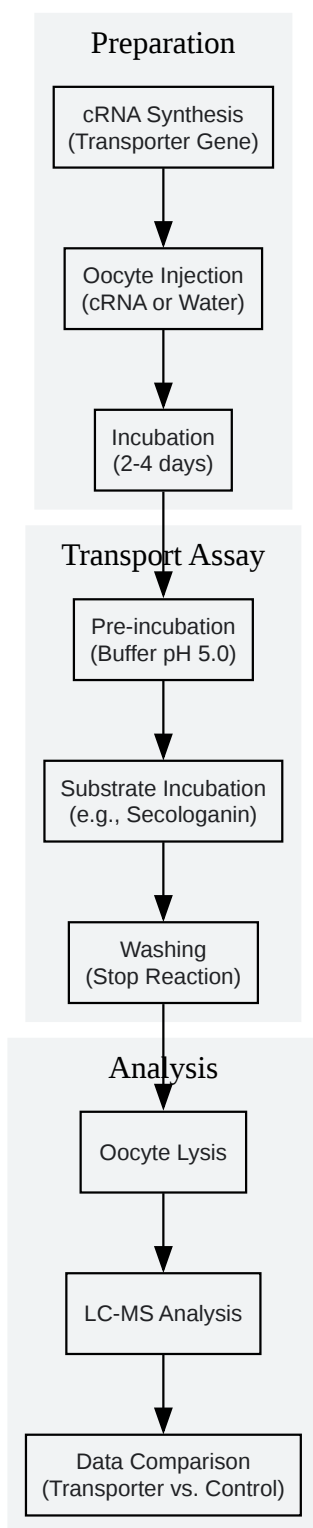 Preparation
cRNA Synthesis
(Transporter Gene)
Oocyte Injection
(cRNA or Water)
Incubation
(2-4 days)
Transport Assay
Pre-incubation
(Buffer pH 5.0)
Substrate Incubation
(e.g., Secologanin)
Washing
(Stop Reaction)
Analysis
Oocyte Lysis
LC-MS Analysis
Data Comparison
(Transporter vs. Control)